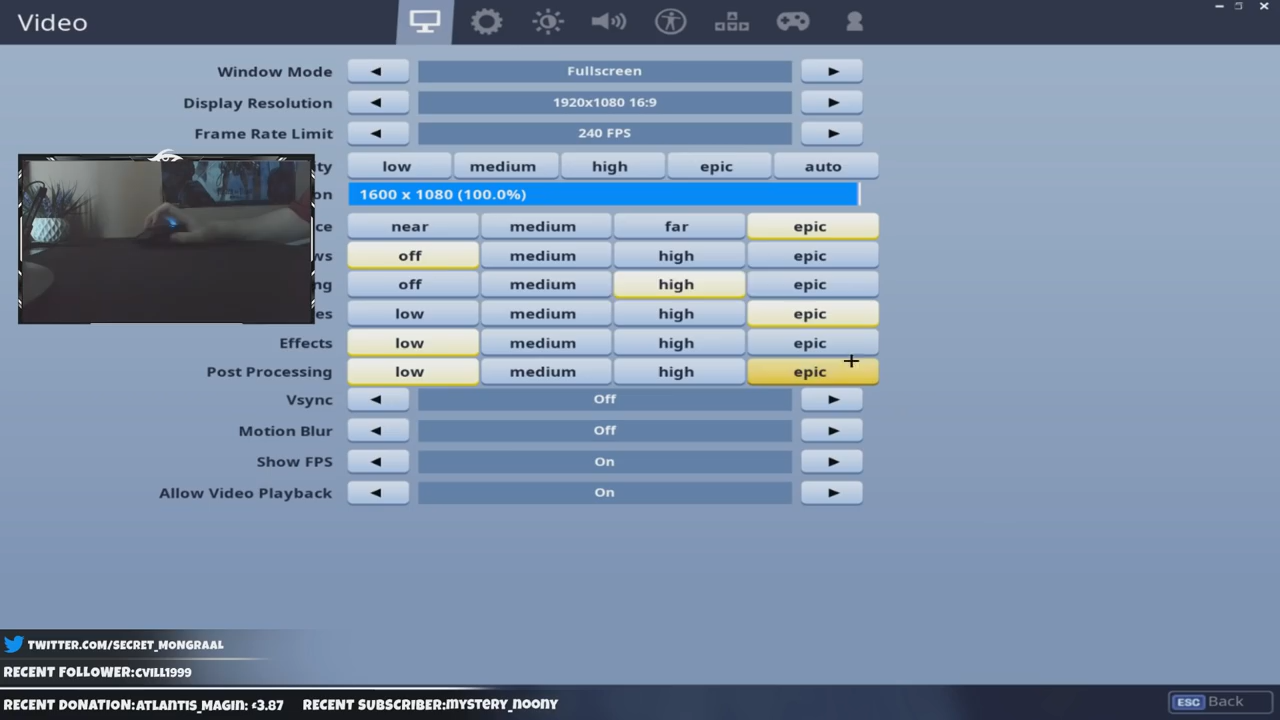 Video
Window Mode ◄ Fullscreen ►
Display Resolution ◄ 1920x1080 16:9 ►
Frame Rate Limit ◄ 240 FPS ►
ty low medium high epic auto
on 1600 x 1080 (100.0%)
ce near medium far epic
ws off medium high epic
ng off medium high epic
es low medium high epic
Effects low medium high epic
Post Processing low medium high epic
Vsync ◄ Off ►
Motion Blur ◄ Off ►
Show FPS ◄ On ►
Allow Video Playback ◄ On ►
TWITTER.COM/SECRET_MONGRAAL
RECENT FOLLOWER:CVILL1999
RECENT DONATION:ATLANTIS_MAGIN: £3.87 RECENT SUBSCRIBER:MYSTERY_NOONY
ESC Back